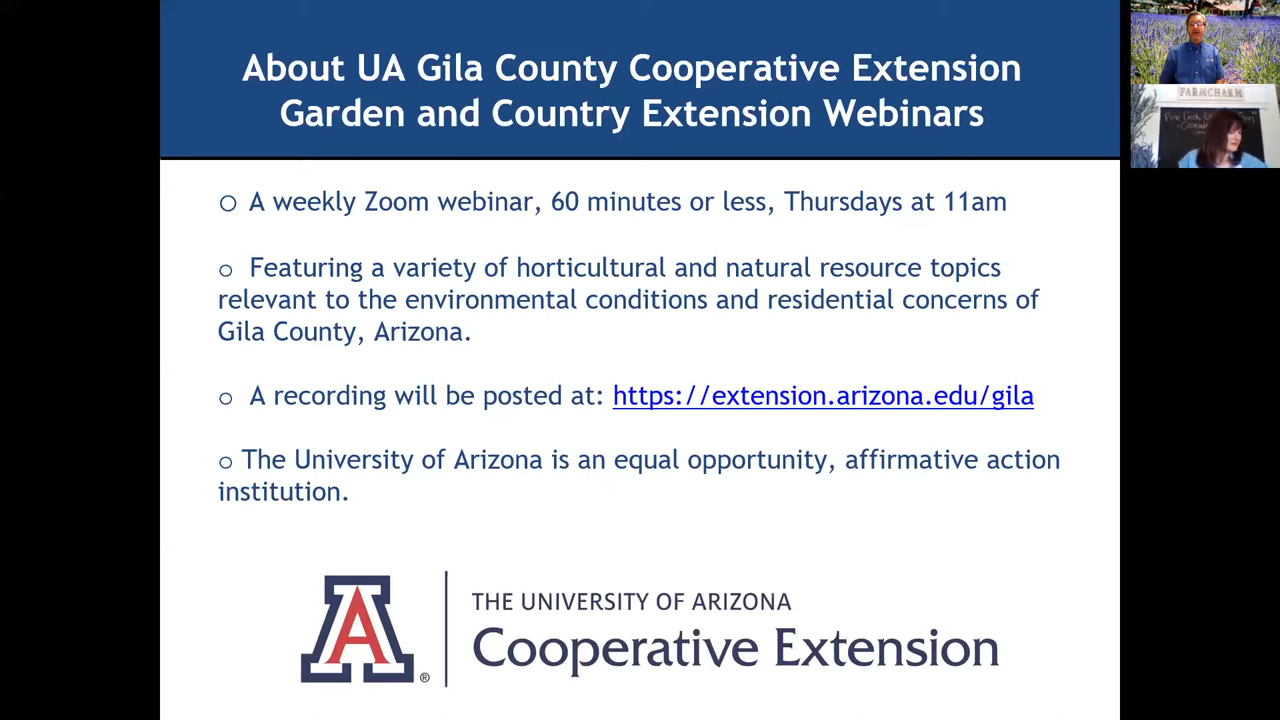 About UA Gila County Cooperative Extension
Garden and Country Extension Webinars
o A weekly Zoom webinar, 60 minutes or less, Thursdays at 11am
o Featuring a variety of horticultural and natural resource topics
relevant to the environmental conditions and residential concerns of
Gila County, Arizona.
o A recording will be posted at: https://extension.arizona.edu/gila
o The University of Arizona is an equal opportunity, affirmative action
institution.
A
®
THE UNIVERSITY OF ARIZONA
Cooperative Extension
FARMCHARM
Pine Creek